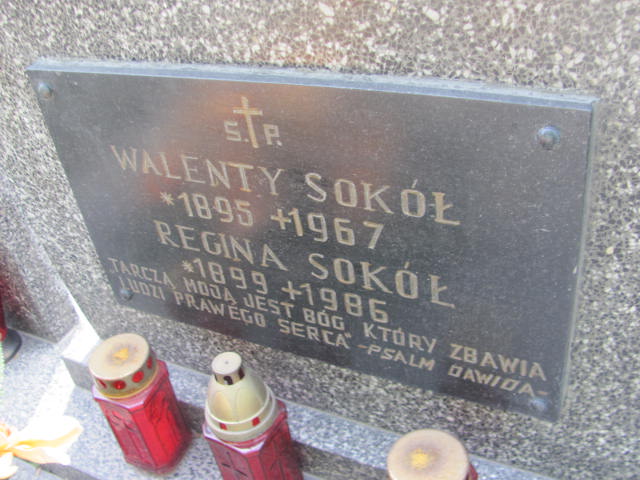 Ś.†P.
WALENTY SOKÓŁ
*1895 +1967
REGINA SOKÓŁ
*1899 +1986
TARCZĄ MOJĄ JEST BÓG KTÓRY ZBAWIA
LUDZI PRAWEGO SERCA" -PSALM DAWIDA